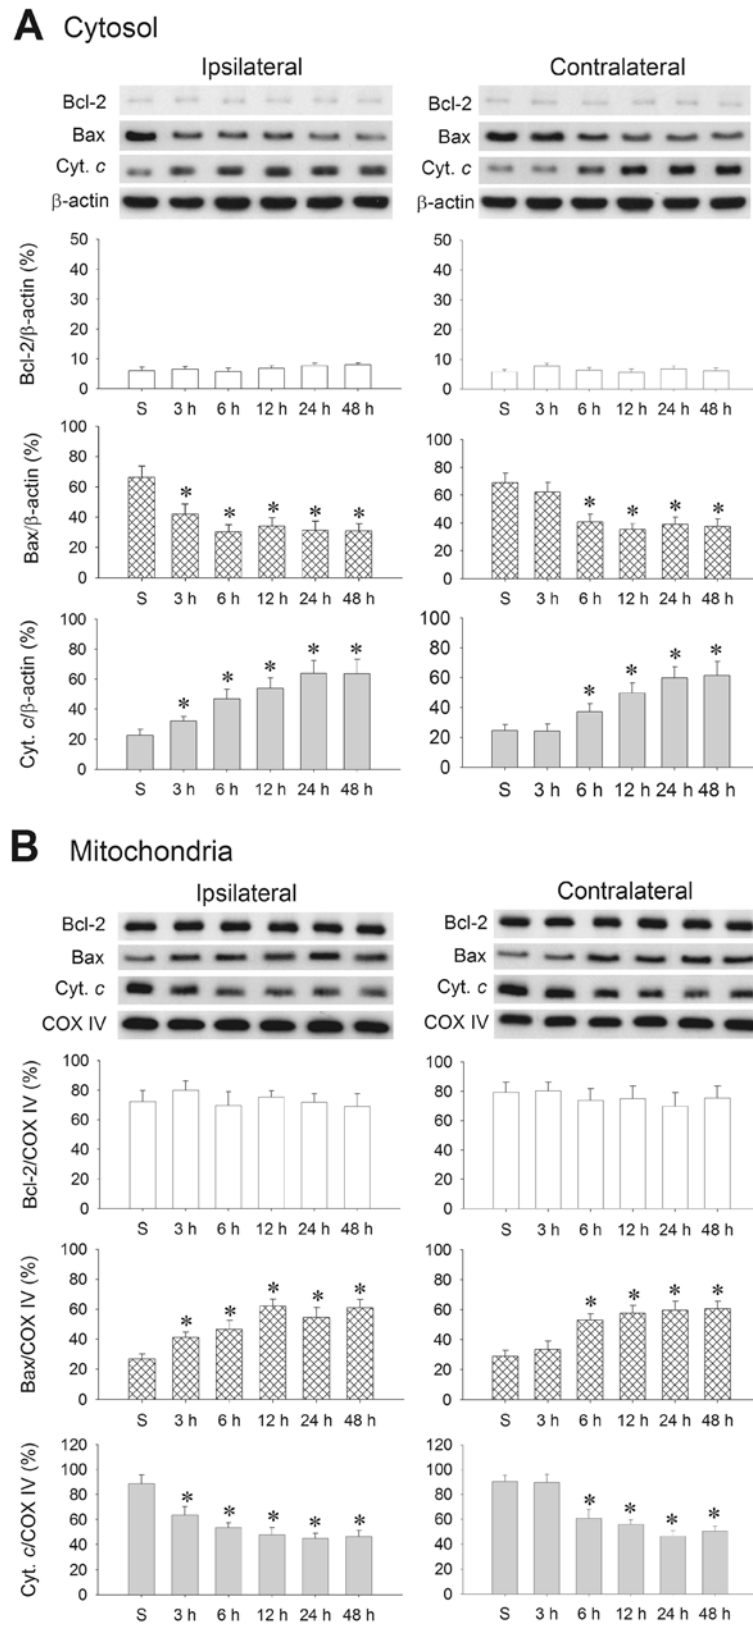 A Cytosol
Ipsilateral
Bcl-2
Bax
Cyt. c
β-actin
Contralateral
Bcl-2
Bax
Cyt. c
β-actin
Bcl-2/β-actin (%)
50
40
30
20
10
0
S 3 h 6 h 12 h 24 h 48 h
50
40
30
20
10
0
S 3 h 6 h 12 h 24 h 48 h
Bax/β-actin (%)
100
80
60
40
20
0
* * * * *
S 3 h 6 h 12 h 24 h 48 h
100
80
60
40
20
0
* * * *
S 3 h 6 h 12 h 24 h 48 h
Cyt. c/β-actin (%)
100
80
60
40
20
0
* * * * *
S 3 h 6 h 12 h 24 h 48 h
100
80
60
40
20
0
* * * *
S 3 h 6 h 12 h 24 h 48 h
B Mitochondria
Ipsilateral
Bcl-2
Bax
Cyt. c
COX IV
Contralateral
Bcl-2
Bax
Cyt. c
COX IV
Bcl-2/COX IV (%)
100
80
60
40
20
0
S 3 h 6 h 12 h 24 h 48 h
100
80
60
40
20
0
S 3 h 6 h 12 h 24 h 48 h
Bax/COX IV (%)
100
80
60
40
20
0
* * * * *
S 3 h 6 h 12 h 24 h 48 h
100
80
60
40
20
0
* * * *
S 3 h 6 h 12 h 24 h 48 h
Cyt. c/COX IV (%)
120
100
80
60
40
20
0
* * * * *
S 3 h 6 h 12 h 24 h 48 h
120
100
80
60
40
20
0
* * * *
S 3 h 6 h 12 h 24 h 48 h